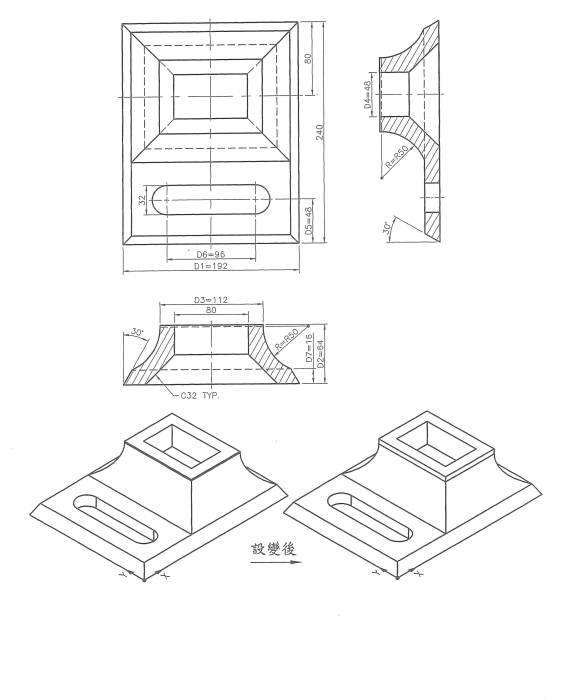 80
240
32
D5=48
D6=96
D1=192
D4=48
R=R50
30°
D3=112
80
30°
R=R50
D7=16
D2=64
C32 TYP.
Y X
設變後
Y X